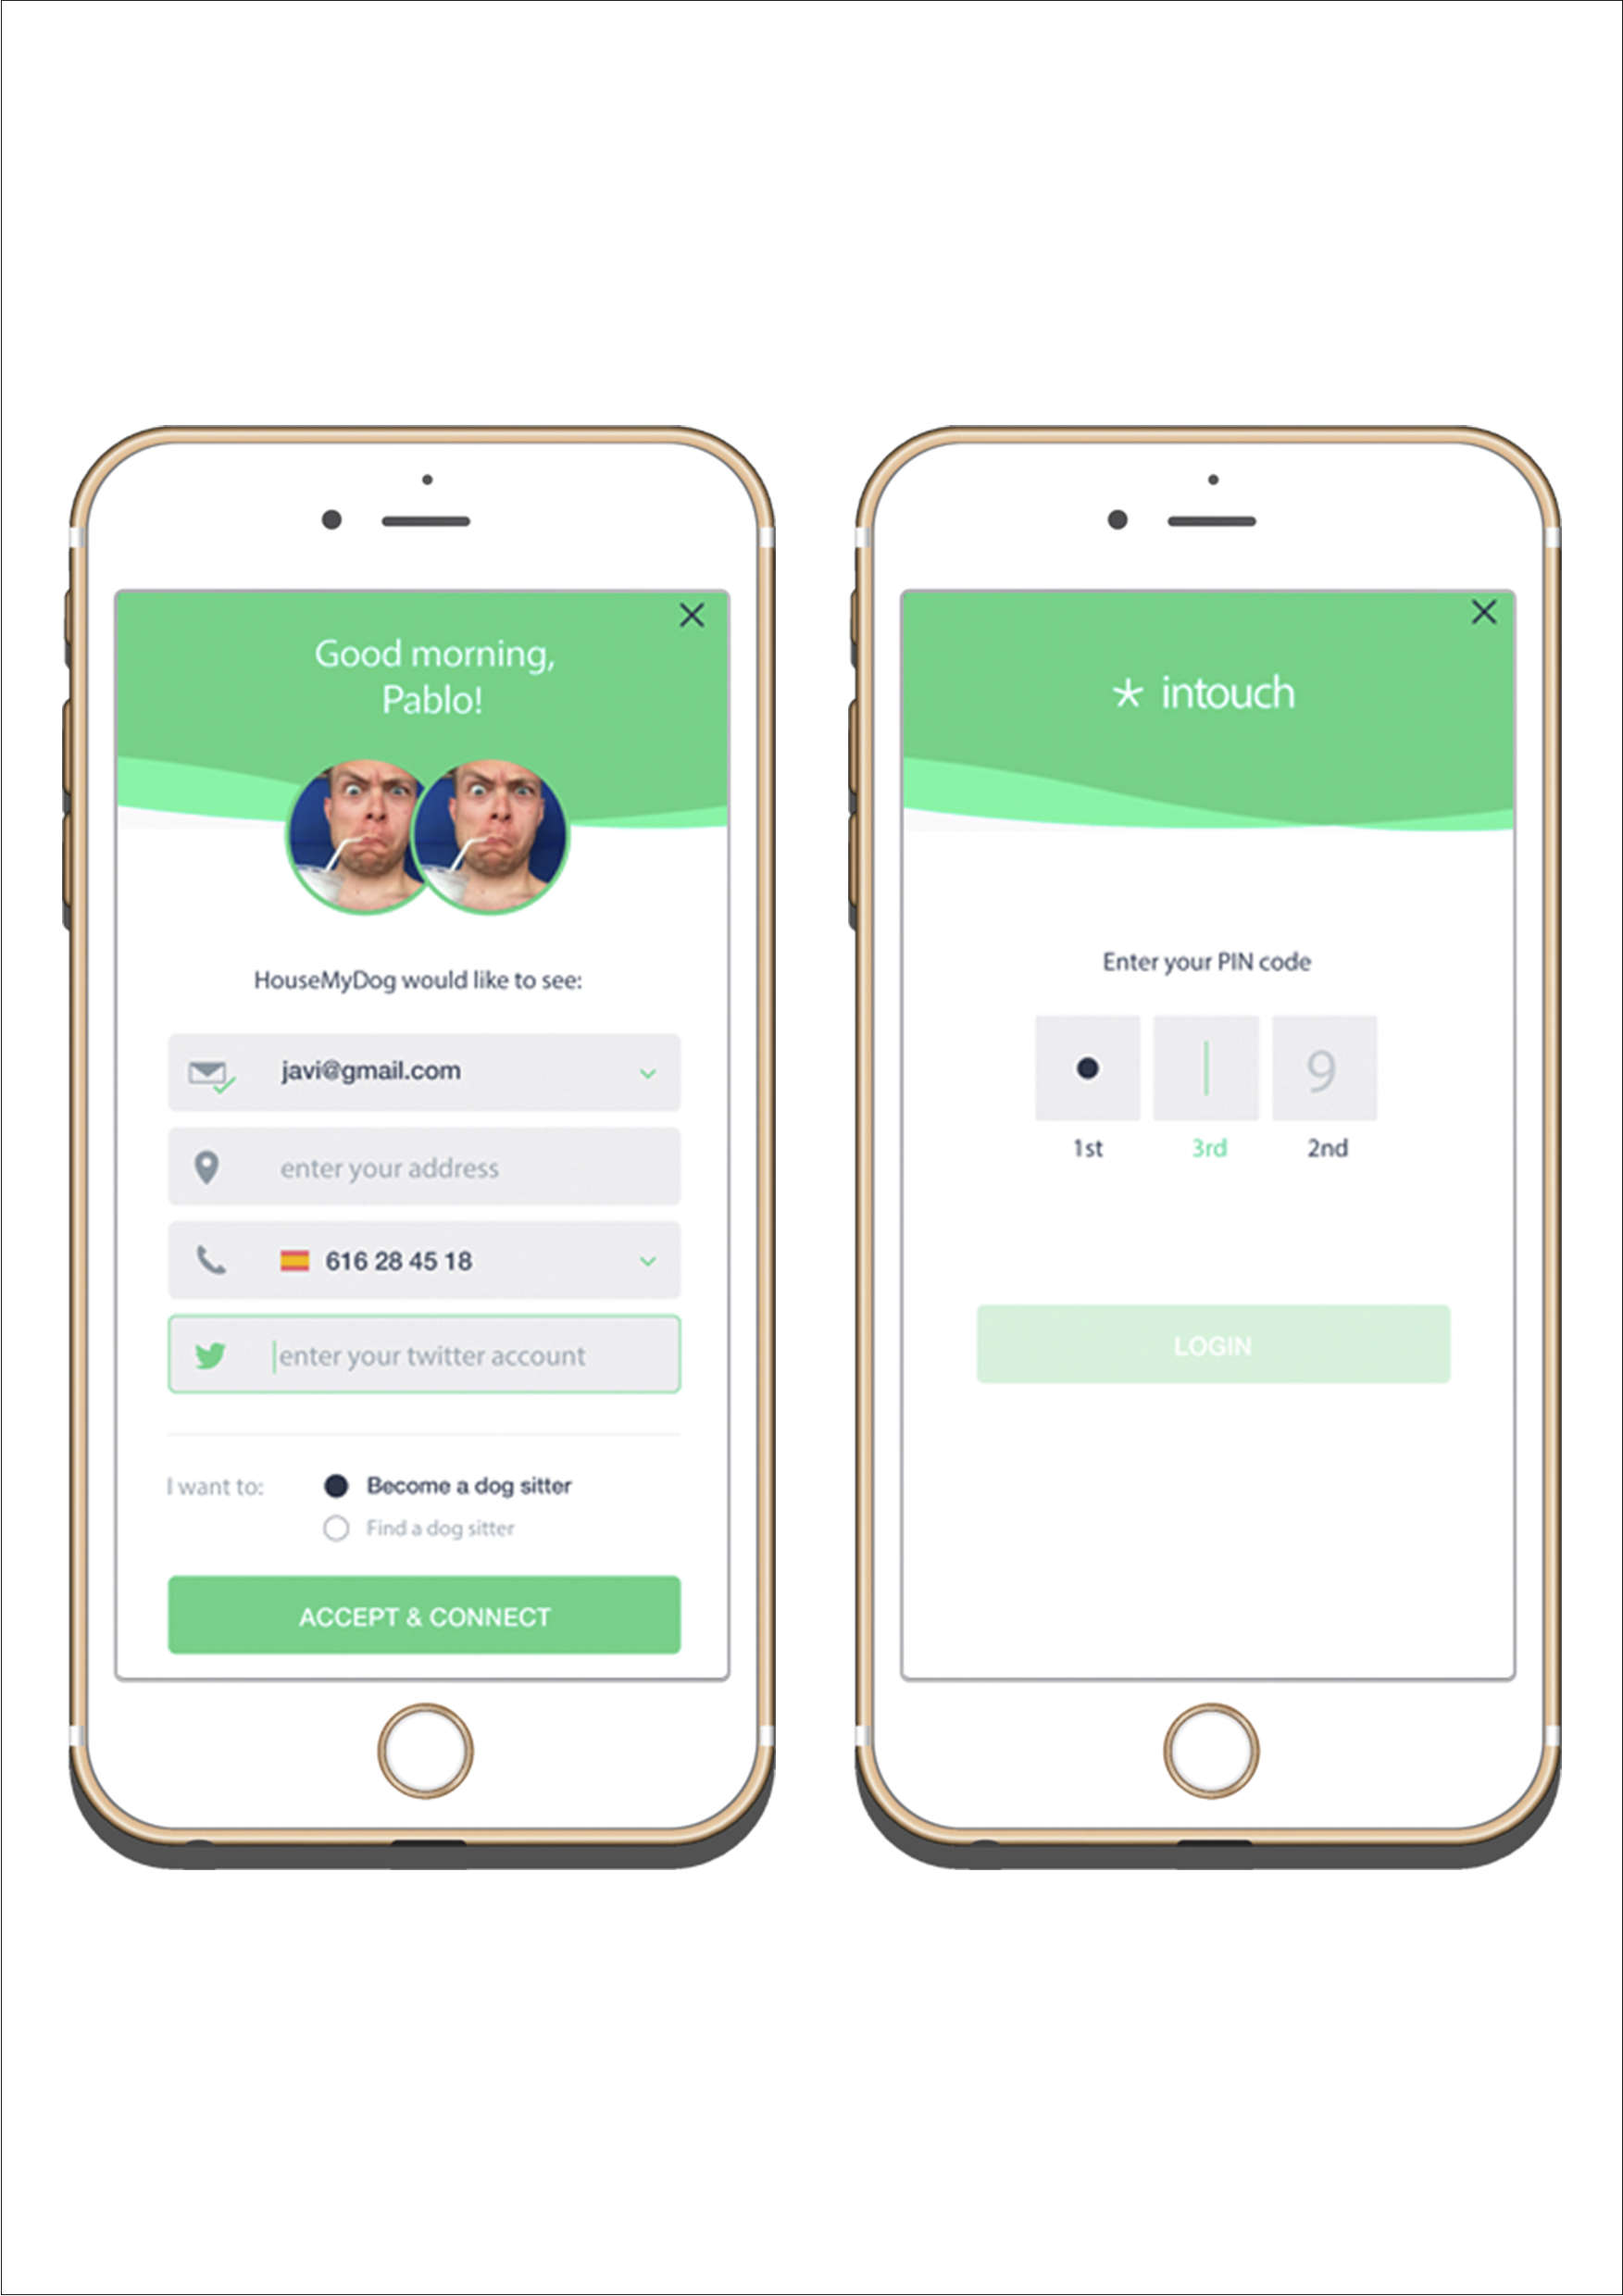 Good morning,
Pablo!
HouseMyDog would like to see:
javi@gmail.com
enter your address
616 28 45 18
enter your twitter account
I want to:
Become a dog sitter
Find a dog sitter
ACCEPT & CONNECT
intouch
Enter your PIN code
9
1st 3rd 2nd
LOGIN